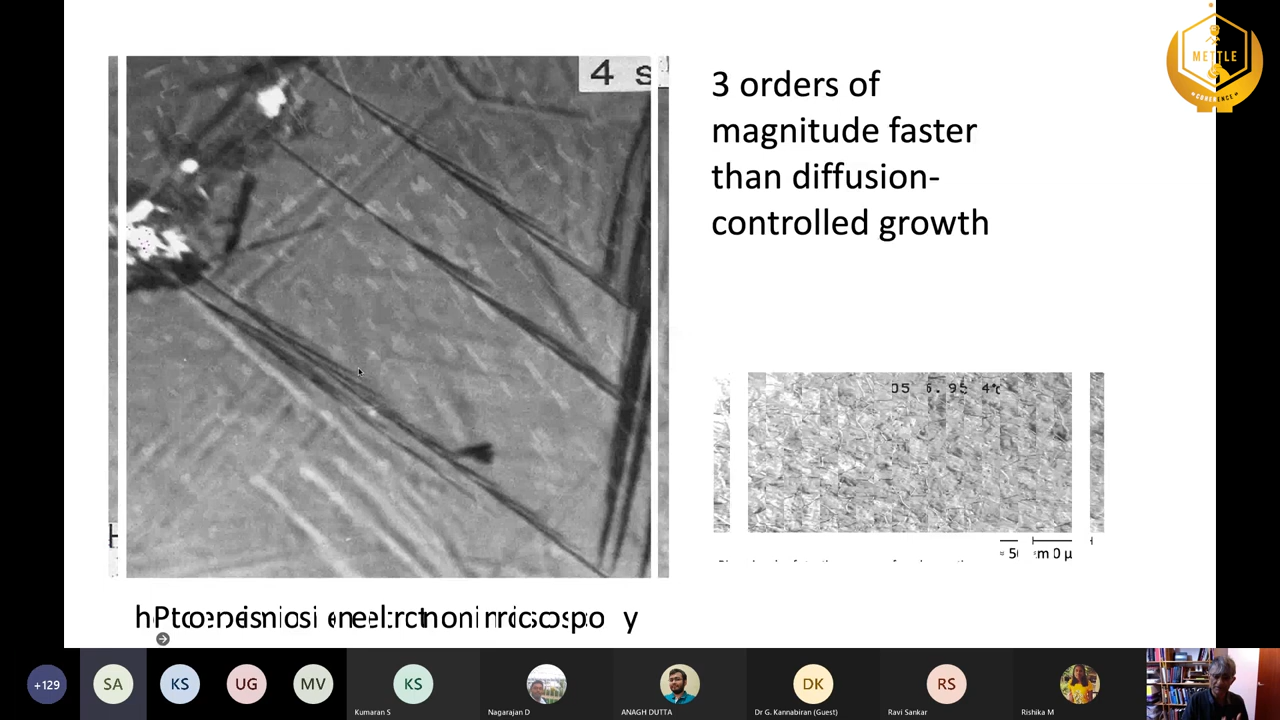 4 s
3 orders of
magnitude faster
than diffusion-
controlled growth
METTLE
COHERENCE
+129
SA
KS
UG
MV
KS
DK
RS
Kumaran S
Nagarajan D
ANAGH DUTTA
Dr G. Kannabiran (Guest)
Ravi Sankar
Rishika M